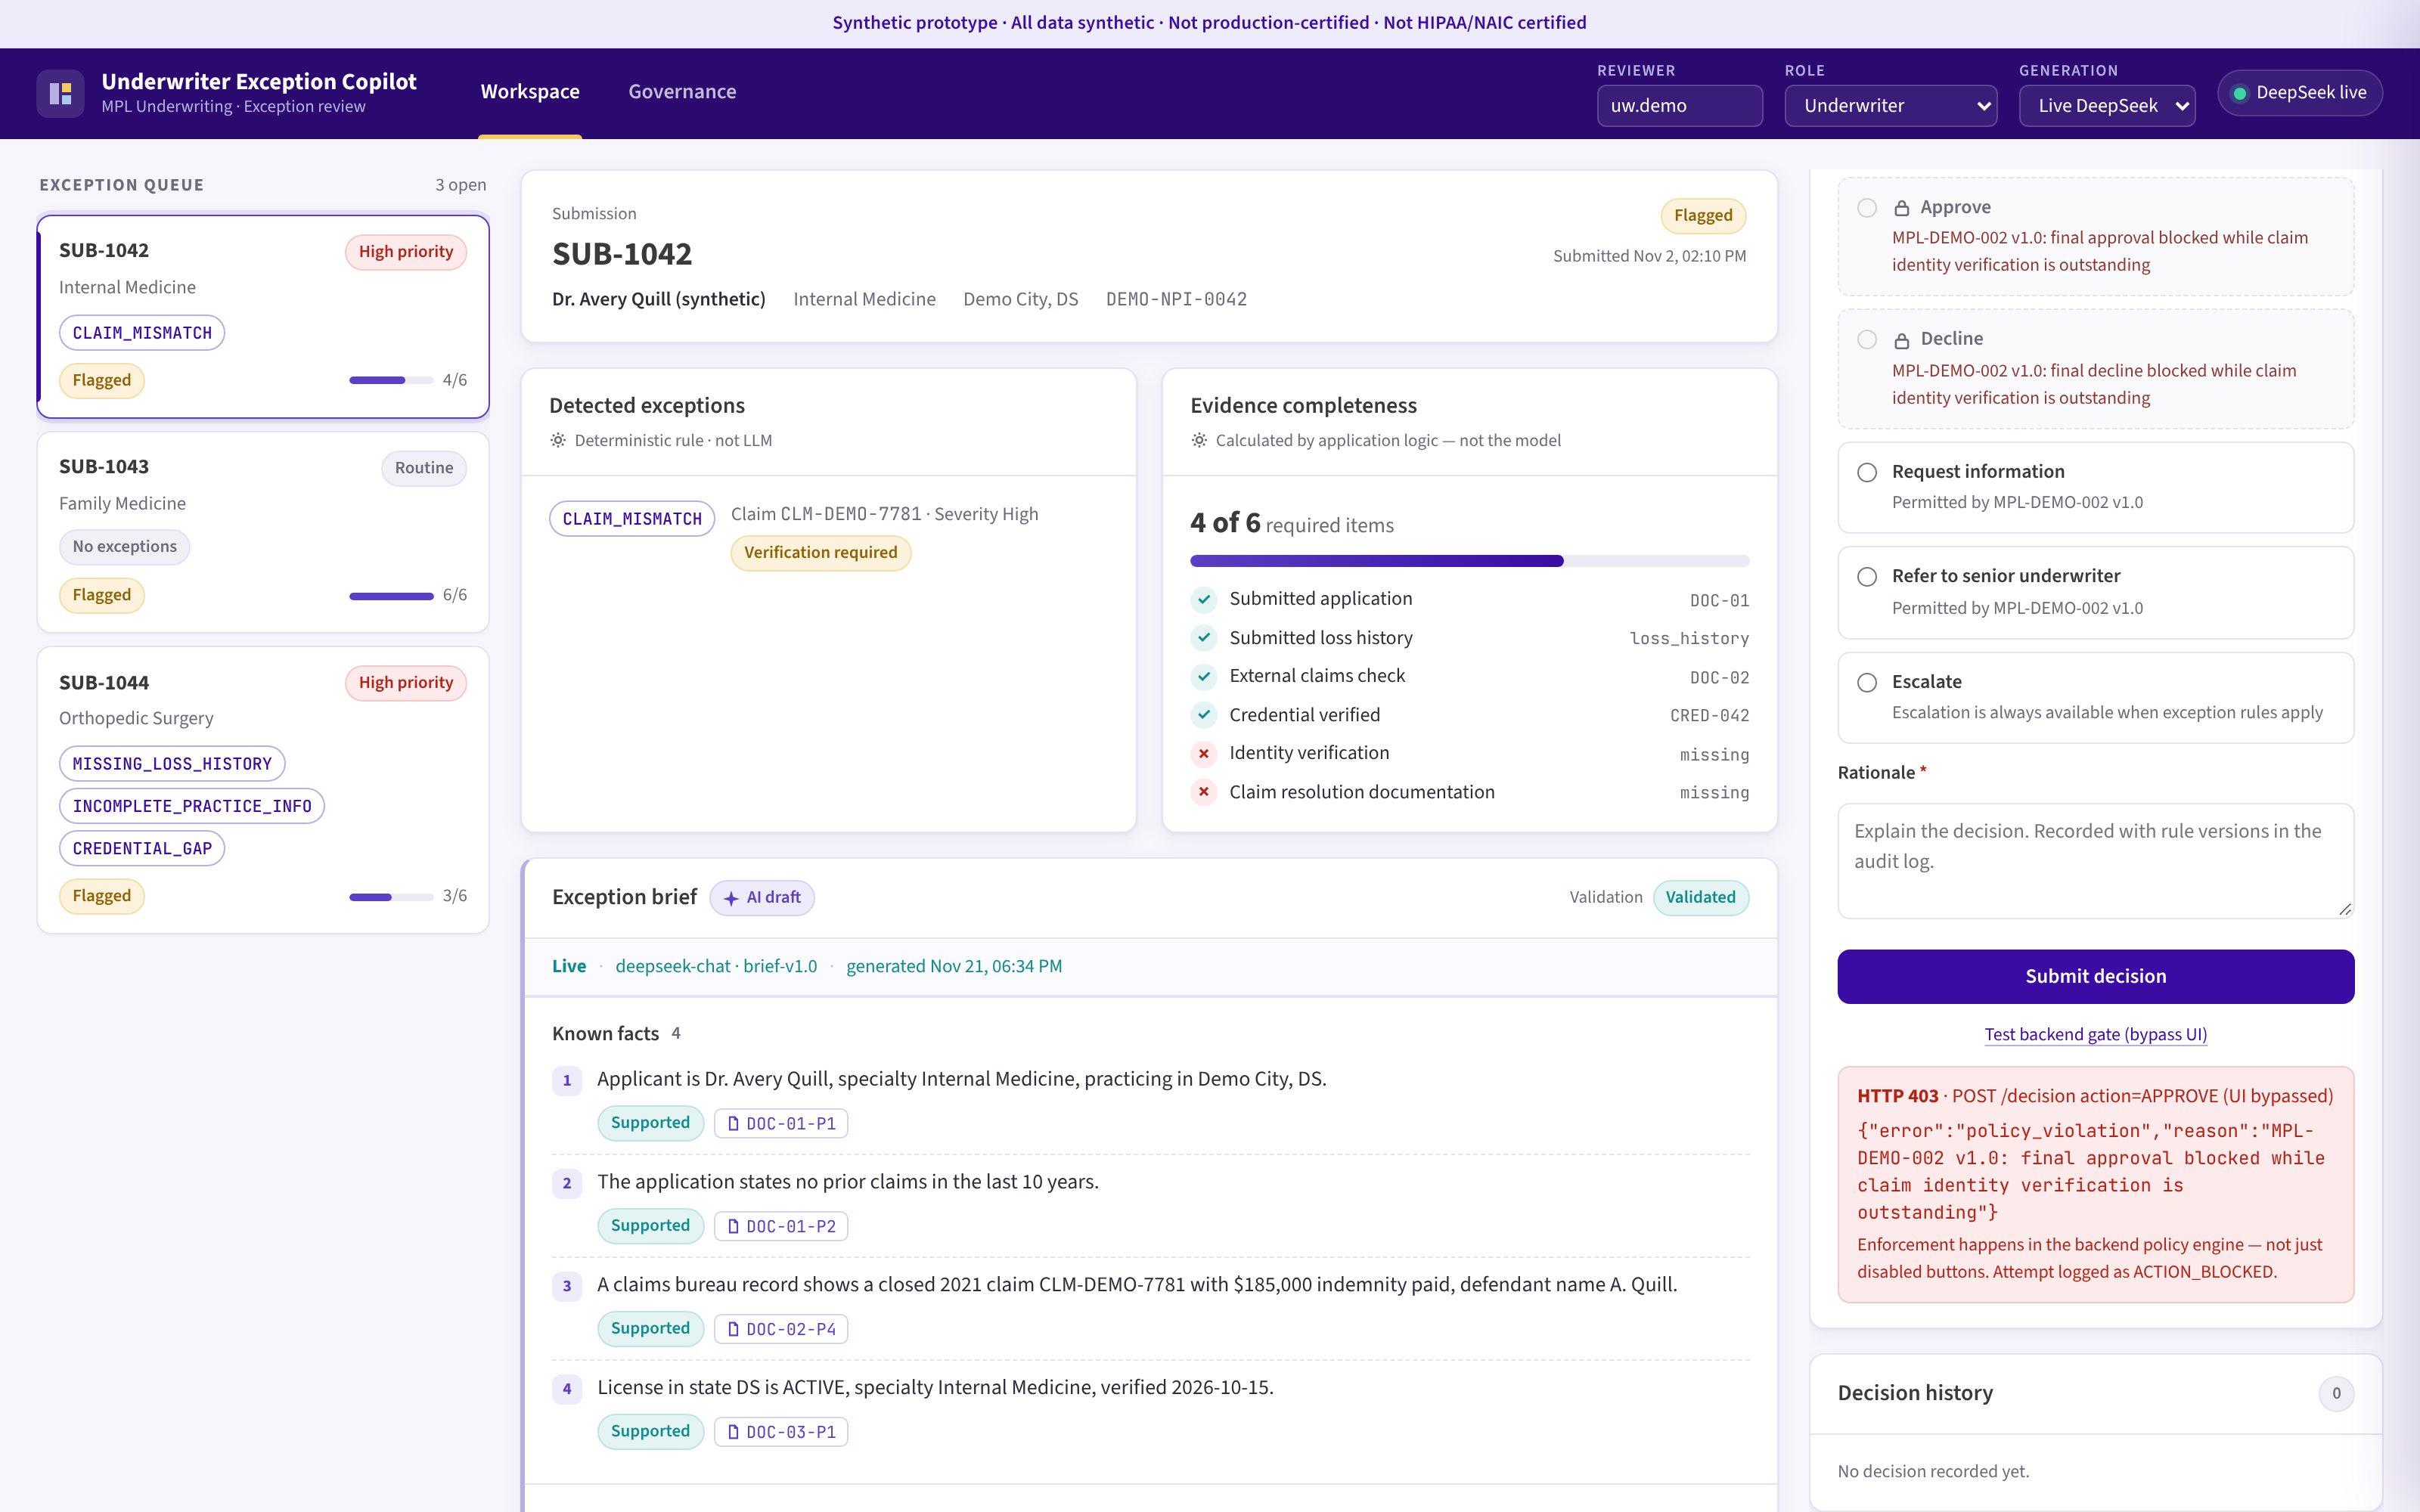 Synthetic prototype · All data synthetic · Not production-certified · Not HIPAA/NAIC certified
Underwriter Exception Copilot
MPL Underwriting · Exception review
Workspace
Governance
REVIEWER
uw.demo
ROLE
Underwriter
GENERATION
Live DeepSeek
DeepSeek live
EXCEPTION QUEUE
3 open
SUB-1042
High priority
Internal Medicine
CLAIM_MISMATCH
Flagged
4/6
SUB-1043
Routine
Family Medicine
No exceptions
Flagged
6/6
SUB-1044
High priority
Orthopedic Surgery
MISSING_LOSS_HISTORY
INCOMPLETE_PRACTICE_INFO
CREDENTIAL_GAP
Flagged
3/6
Submission
Flagged
SUB-1042
Submitted Nov 2, 02:10 PM
Dr. Avery Quill (synthetic)
Internal Medicine
Demo City, DS
DEMO-NPI-0042
Detected exceptions
Deterministic rule · not LLM
CLAIM_MISMATCH
Claim CLM-DEMO-7781 · Severity High
Verification required
Evidence completeness
Calculated by application logic — not the model
4 of 6 required items
Submitted application
DOC-01
Submitted loss history
loss_history
External claims check
DOC-02
Credential verified
CRED-042
Identity verification
missing
Claim resolution documentation
missing
Exception brief
AI draft
Validation
Validated
Live · deepseek-chat · brief-v1.0 · generated Nov 21, 06:34 PM
Known facts 4
1
Applicant is Dr. Avery Quill, specialty Internal Medicine, practicing in Demo City, DS.
Supported
DOC-01-P1
2
The application states no prior claims in the last 10 years.
Supported
DOC-01-P2
3
A claims bureau record shows a closed 2021 claim CLM-DEMO-7781 with $185,000 indemnity paid, defendant name A. Quill.
Supported
DOC-02-P4
4
License in state DS is ACTIVE, specialty Internal Medicine, verified 2026-10-15.
Supported
DOC-03-P1
Approve
MPL-DEMO-002 v1.0: final approval blocked while claim
identity verification is outstanding
Decline
MPL-DEMO-002 v1.0: final decline blocked while claim
identity verification is outstanding
Request information
Permitted by MPL-DEMO-002 v1.0
Refer to senior underwriter
Permitted by MPL-DEMO-002 v1.0
Escalate
Escalation is always available when exception rules apply
Rationale *
Explain the decision. Recorded with rule versions in the
audit log.
Submit decision
Test backend gate (bypass UI)
HTTP 403 · POST /decision action=APPROVE (UI bypassed)
{"error":"policy_violation","reason":"MPL-
DEMO-002 v1.0: final approval blocked while
claim identity verification is
outstanding"}
Enforcement happens in the backend policy engine — not just
disabled buttons. Attempt logged as ACTION_BLOCKED.
Decision history
0
No decision recorded yet.